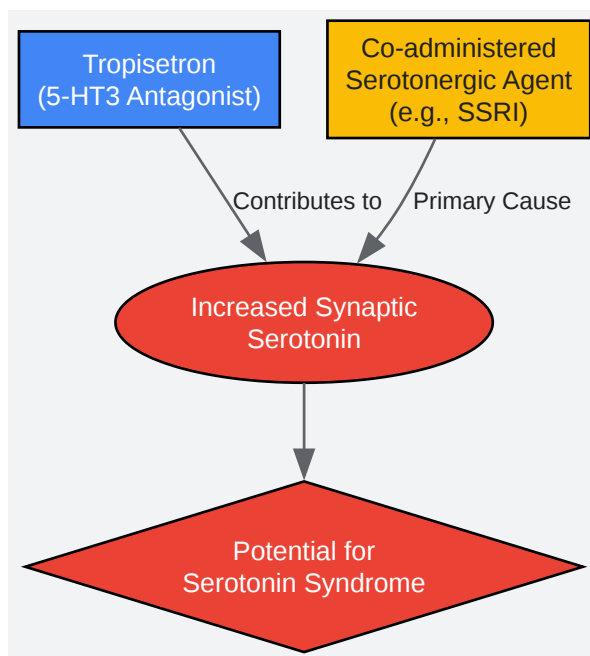 Tropisetron
(5-HT3 Antagonist)
Co-administered
Serotonergic Agent
(e.g., SSRI)
Contributes to
Primary Cause
Increased Synaptic
Serotonin
Potential for
Serotonin Syndrome